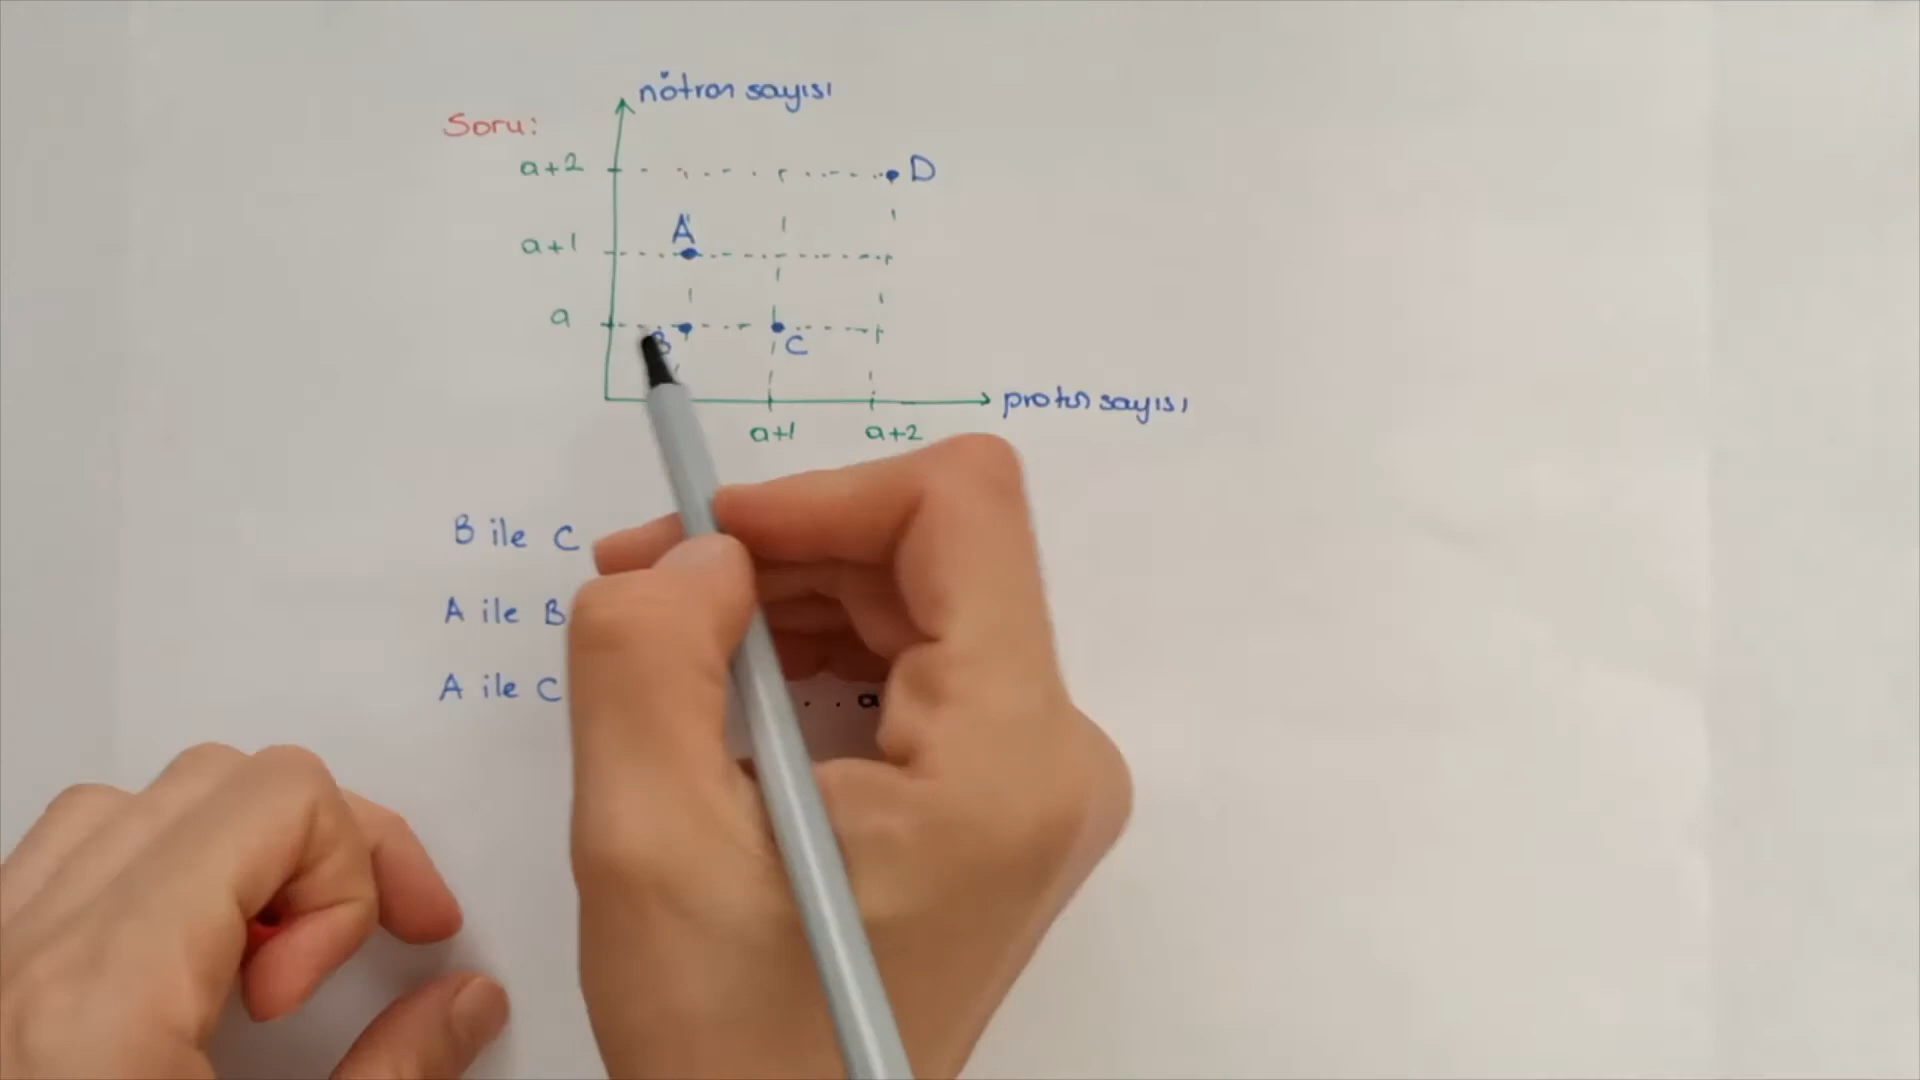 nötron sayısı
Soru:
a+2
D
A
a+1
a
B
C
proton sayısı
a+1
a+2
B ile C
A ile B
A ile C
. . a